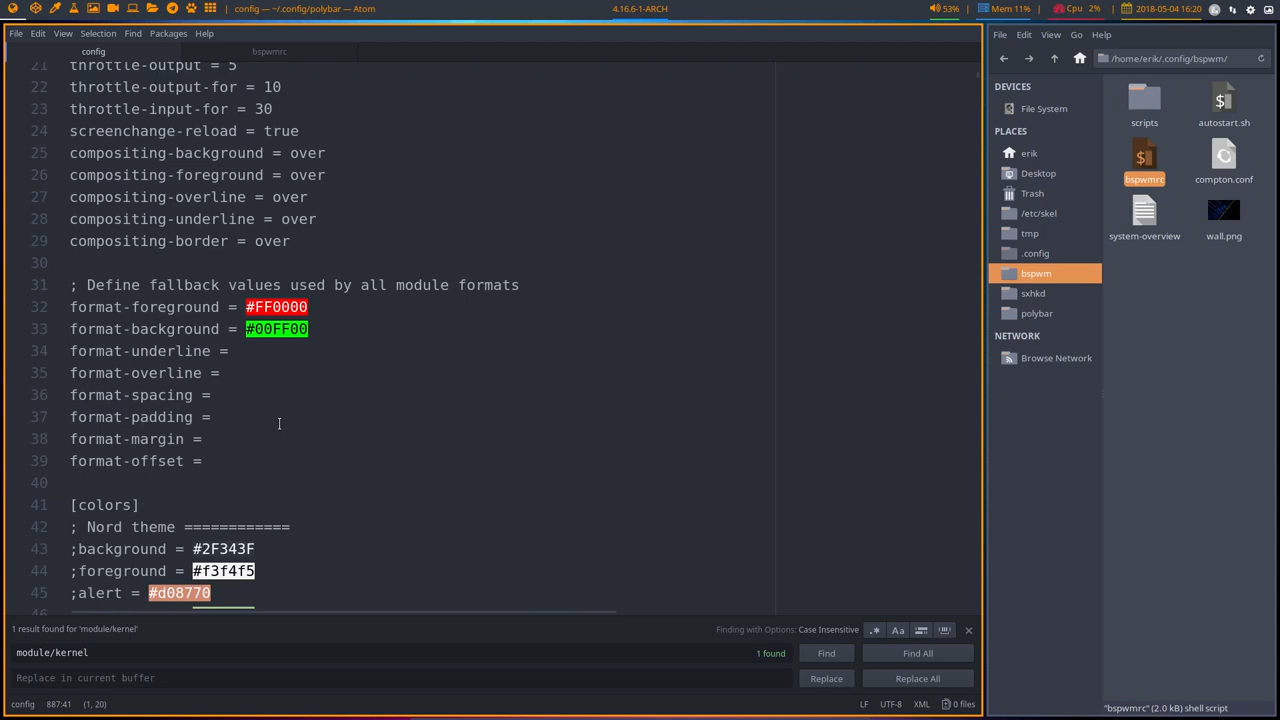 config — ~/.config/polybar — Atom
4.16.6-1-ARCH
53%
Mem 11%
Cpu 2%
2018-05-04 16:20
File Edit View Selection Find Packages Help
config
bspwmrc
21 throttle-output = 5
22 throttle-output-for = 10
23 throttle-input-for = 30
24 screenchange-reload = true
25 compositing-background = over
26 compositing-foreground = over
27 compositing-overline = over
28 compositing-underline = over
29 compositing-border = over
30
31 ; Define fallback values used by all module formats
32 format-foreground = #FF0000
33 format-background = #00FF00
34 format-underline =
35 format-overline =
36 format-spacing =
37 format-padding =
38 format-margin =
39 format-offset =
40
41 [colors]
42 ; Nord theme ============
43 ;background = #2F343F
44 ;foreground = #f3f4f5
45 ;alert = #d08770
46
1 result found for 'module/kernel'
Finding with Options: Case Insensitive
.* Aa
module/kernel
1 found
Find
Find All
Replace in current buffer
Replace
Replace All
config 887:41 (1, 20)
LF UTF-8 XML 0 files
File Edit View Go Help
/home/erik/.config/bspwm/
DEVICES
File System
PLACES
erik
Desktop
Trash
/etc/skel
tmp
.config
bspwm
sxhkd
polybar
NETWORK
Browse Network
scripts
autostart.sh
bspwmrc
compton.conf
system-overview
wall.png
"bspwmrc" (2.0 kB) shell script